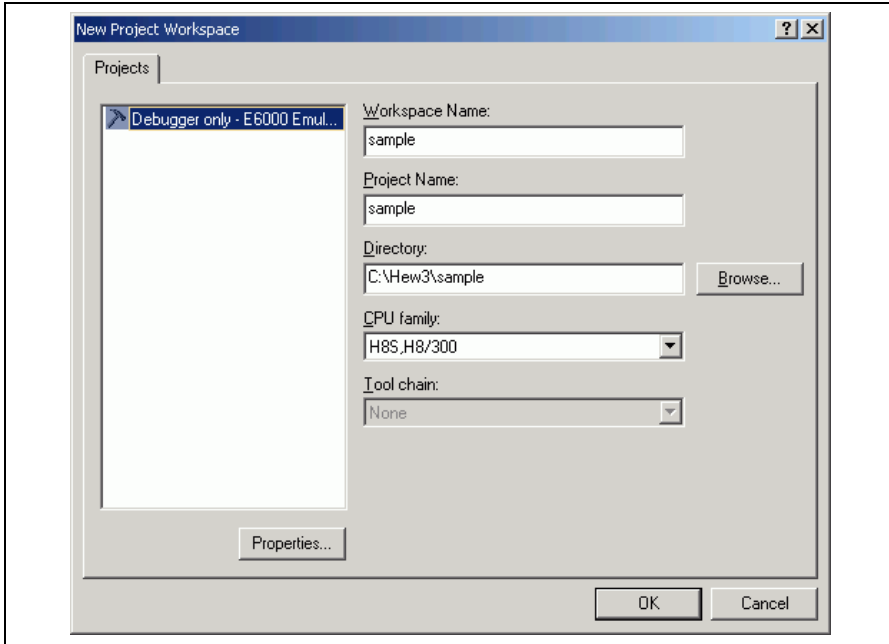 New Project Workspace
Projects
Debugger only - E6000 Emul...
Workspace Name:
sample
Project Name:
sample
Directory:
C:\Hew3\sample
Browse...
CPU family:
H8S,H8/300
Tool chain:
None
Properties...
OK
Cancel